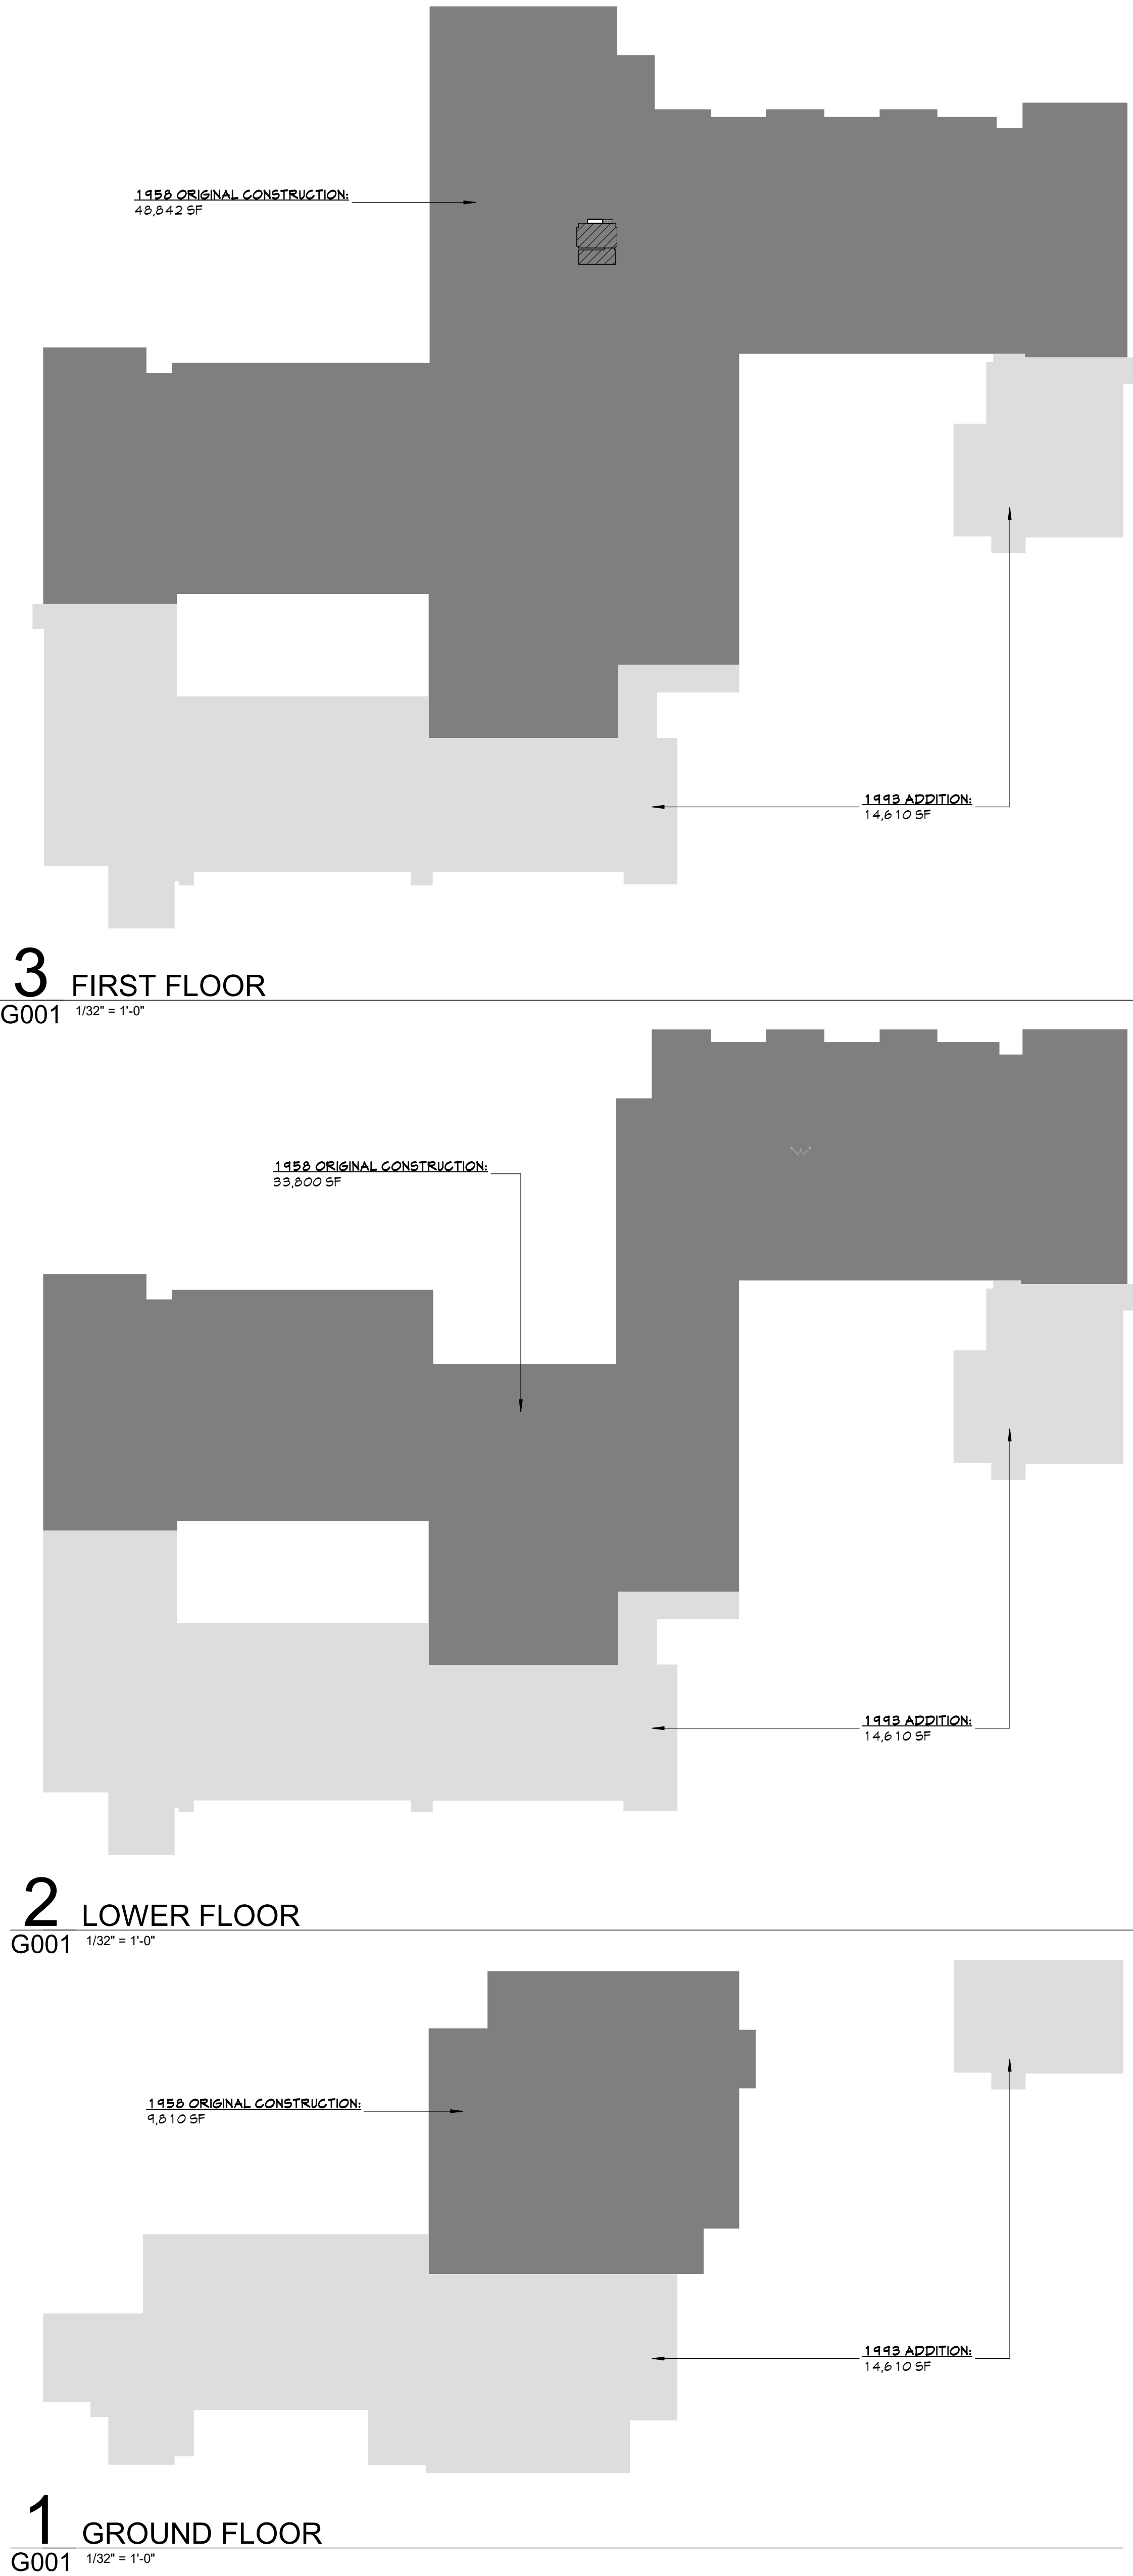 1958 ORIGINAL CONSTRUCTION:
48,842 SF
1993 ADDITION:
14,610 SF
3 FIRST FLOOR
G001 1/32" = 1'-0"
1958 ORIGINAL CONSTRUCTION:
33,800 SF
1993 ADDITION:
14,610 SF
2 LOWER FLOOR
G001 1/32" = 1'-0"
1958 ORIGINAL CONSTRUCTION:
9,810 SF
1993 ADDITION:
14,610 SF
1 GROUND FLOOR
G001 1/32" = 1'-0"